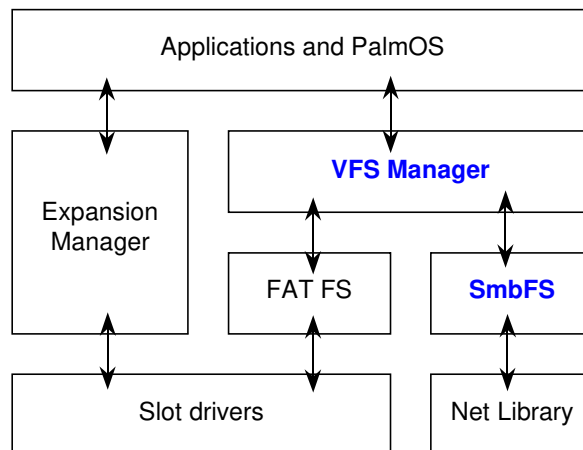 Applications and PalmOS
VFS Manager
Expansion
Manager
FAT FS
SmbFS
Slot drivers
Net Library